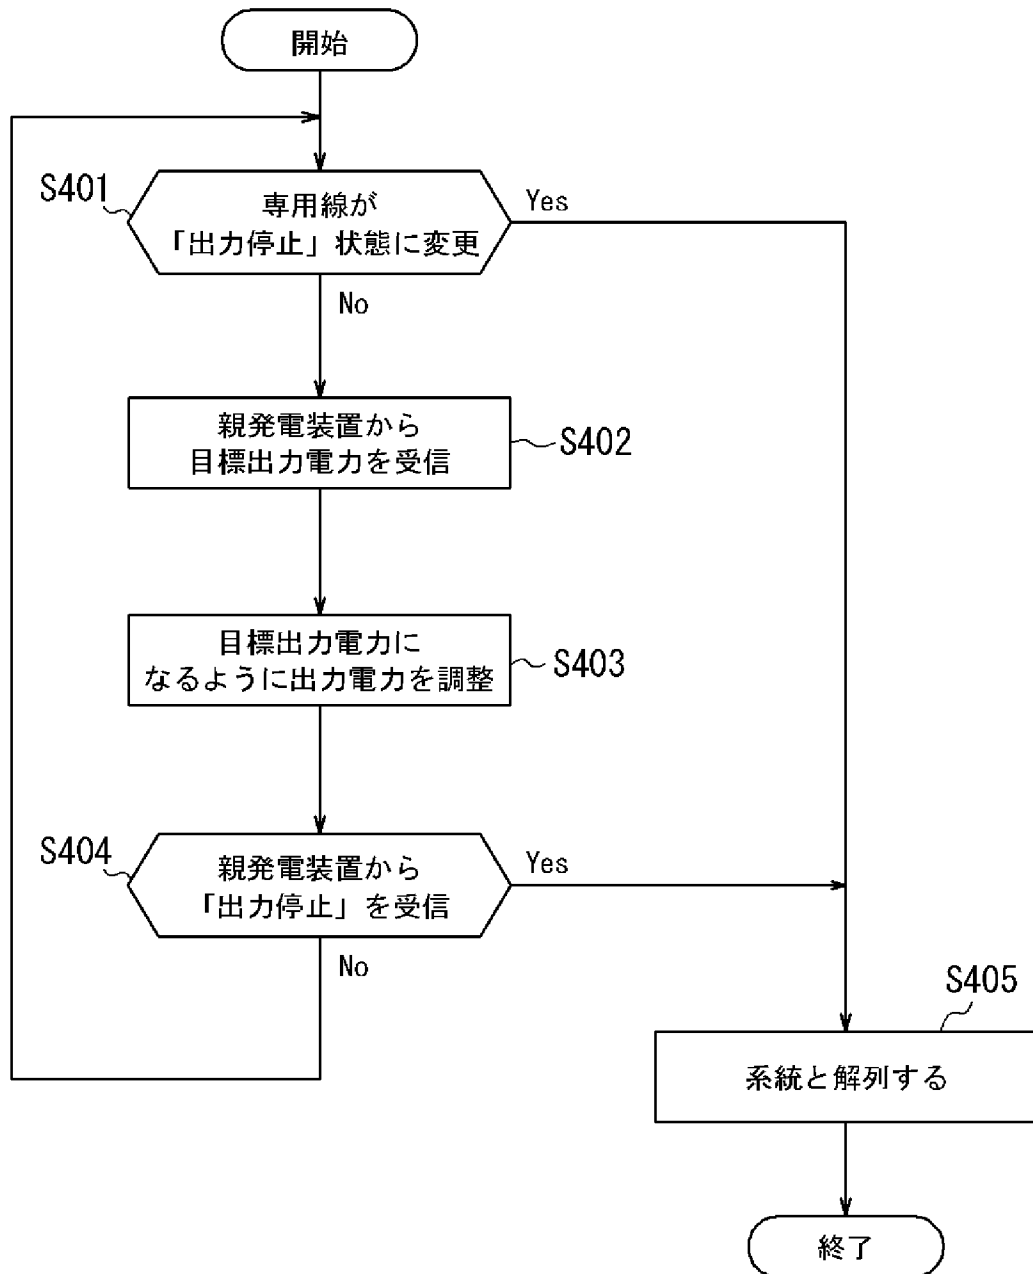 開始
S401
専用線が
「出力停止」状態に変更
Yes
No
親発電装置から
目標出力電力を受信
S402
目標出力電力に
なるように出力電力を調整
S403
S404
親発電装置から
「出力停止」を受信
Yes
No
S405
系統と解列する
終了